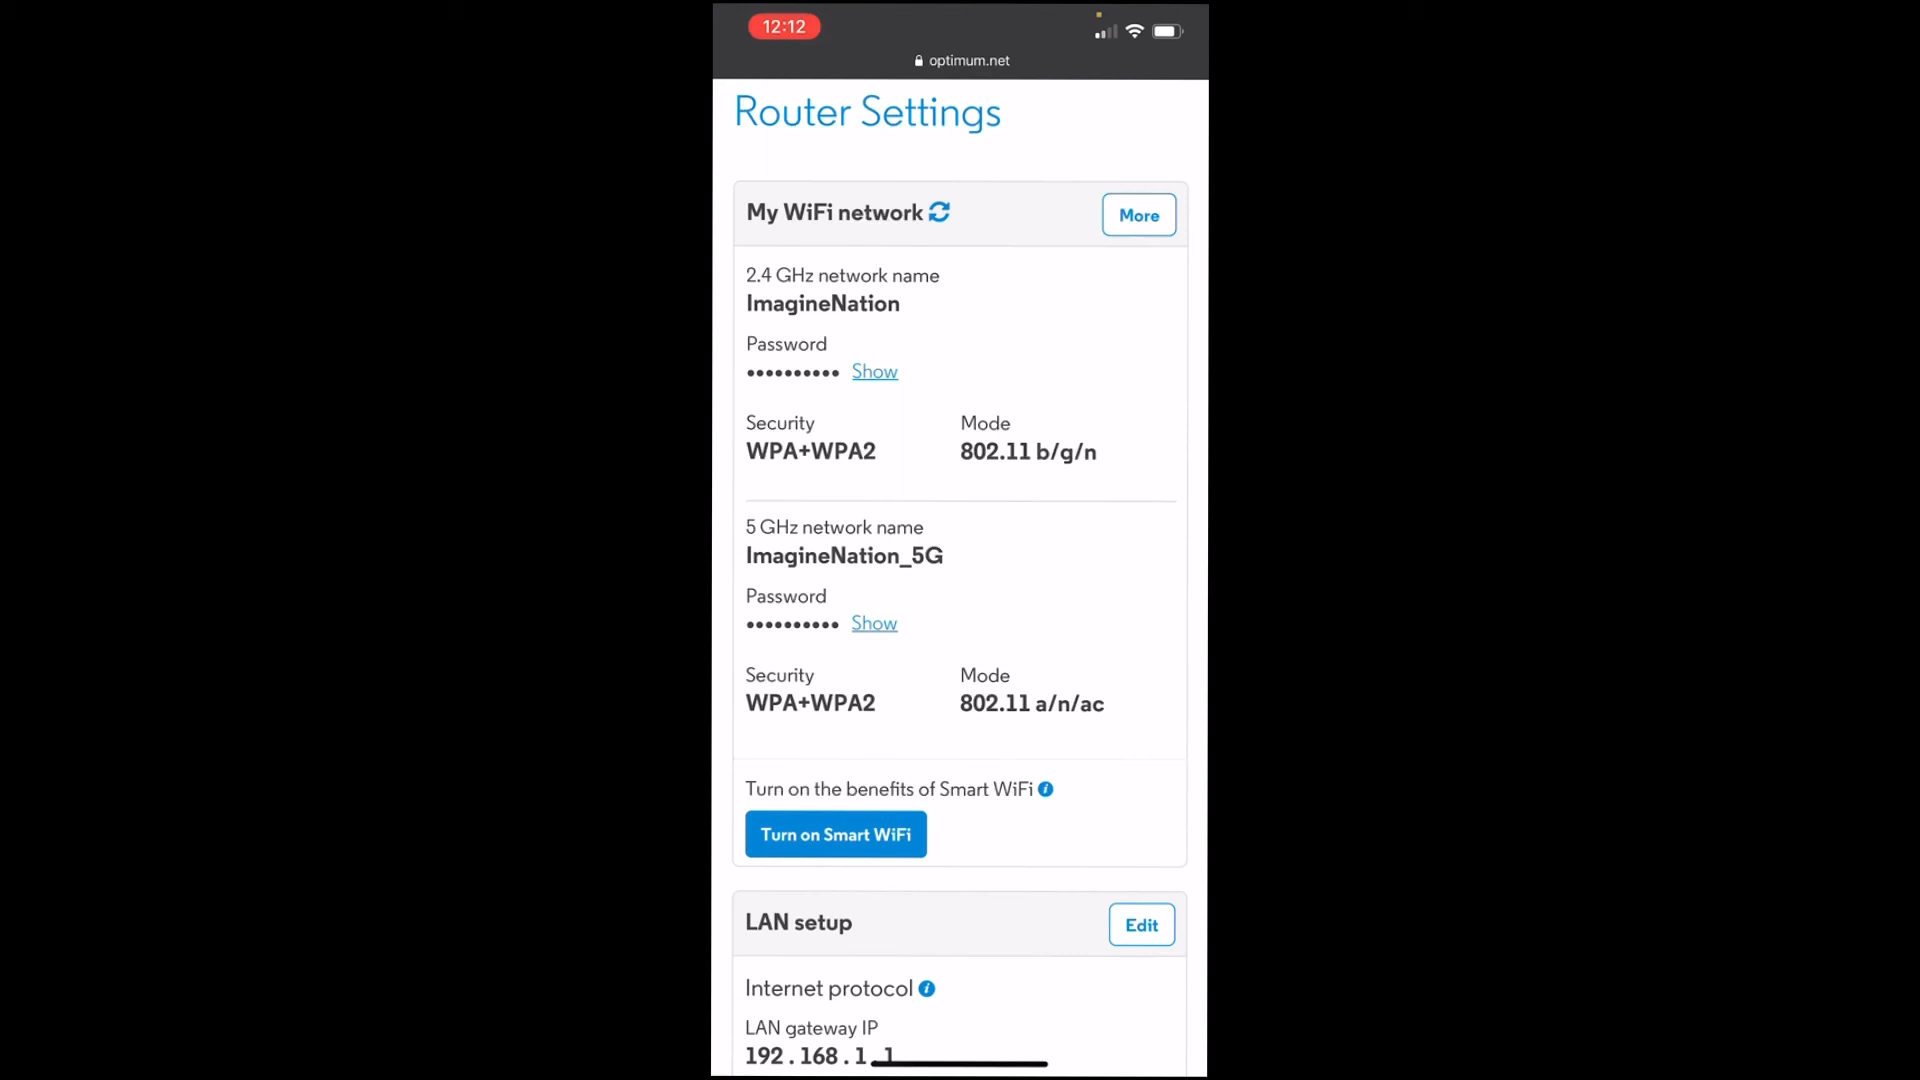 12:12
optimum.net
Router Settings
My WiFi network
More
2.4 GHz network name
ImagineNation
Password
•••••••••• Show
Security Mode
WPA+WPA2 802.11 b/g/n
5 GHz network name
ImagineNation_5G
Password
•••••••••• Show
Security Mode
WPA+WPA2 802.11 a/n/ac
Turn on the benefits of Smart WiFi
Turn on Smart WiFi
LAN setup
Edit
Internet protocol
LAN gateway IP
192 . 168 . 1 . 1